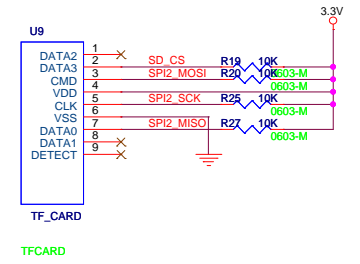 3.3V
U9
DATA2 1
DATA3 2 SD_CS R19 10K
0603-M
CMD 3 SPI2_MOSI R20 10K
0603-M
VDD 4
CLK 5 SPI2_SCK R25 10K
0603-M
VSS 6
DATA0 7 SPI2_MISO R27 10K
0603-M
DATA1 8
DETECT 9
TF_CARD
TFCARD